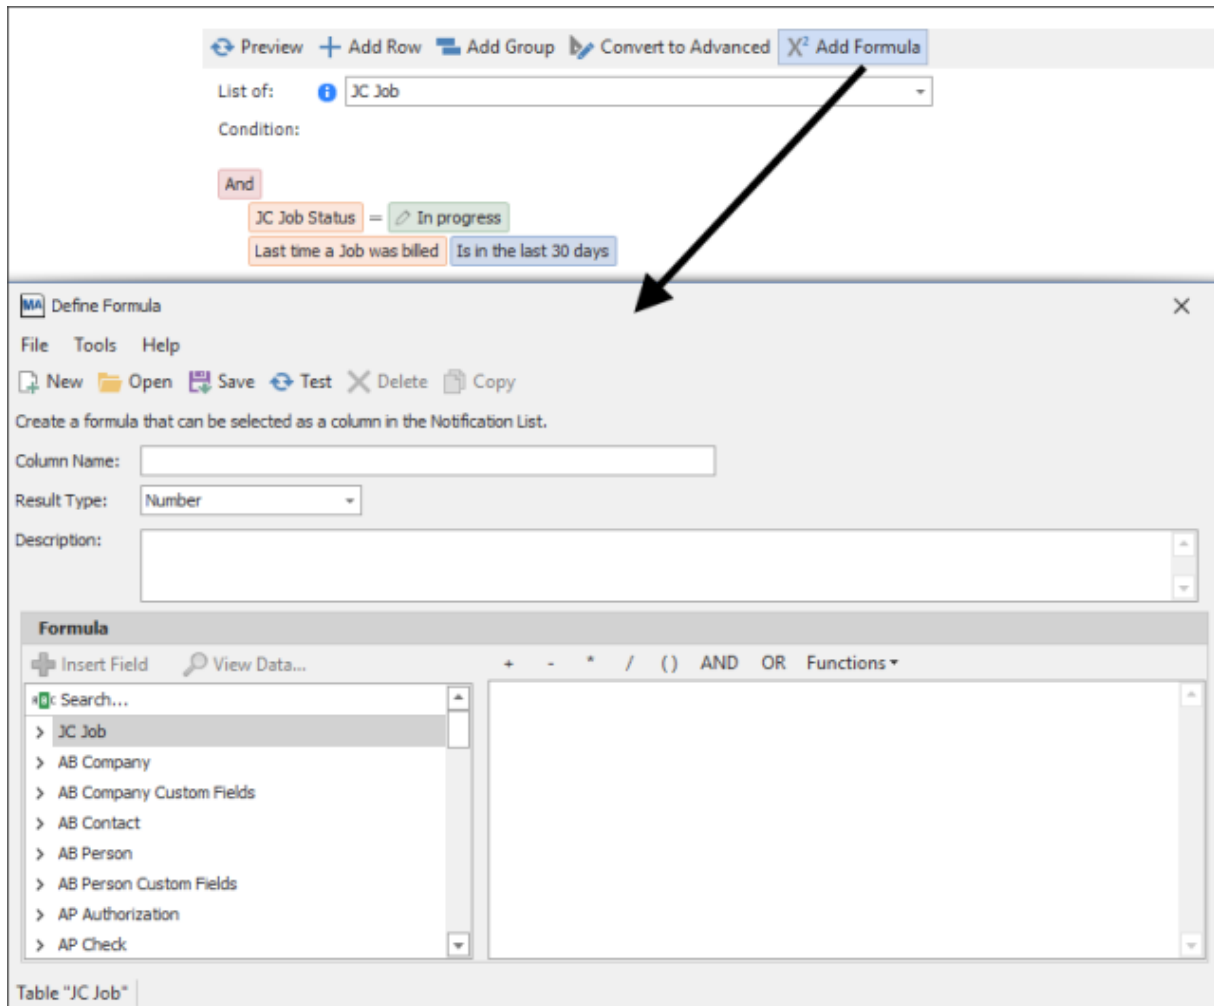 Preview Add Row Add Group Convert to Advanced X² Add Formula
List of: JC Job
Condition:
And
JC Job Status = In progress
Last time a Job was billed Is in the last 30 days
MA Define Formula
File Tools Help
New Open Save Test Delete Copy
Create a formula that can be selected as a column in the Notification List.
Column Name:
Result Type: Number
Description:
Formula
Insert Field View Data... + - * / () AND OR Functions
ABC Search...
JC Job
AB Company
AB Company Custom Fields
AB Contact
AB Person
AB Person Custom Fields
AP Authorization
AP Check
Table "JC Job"